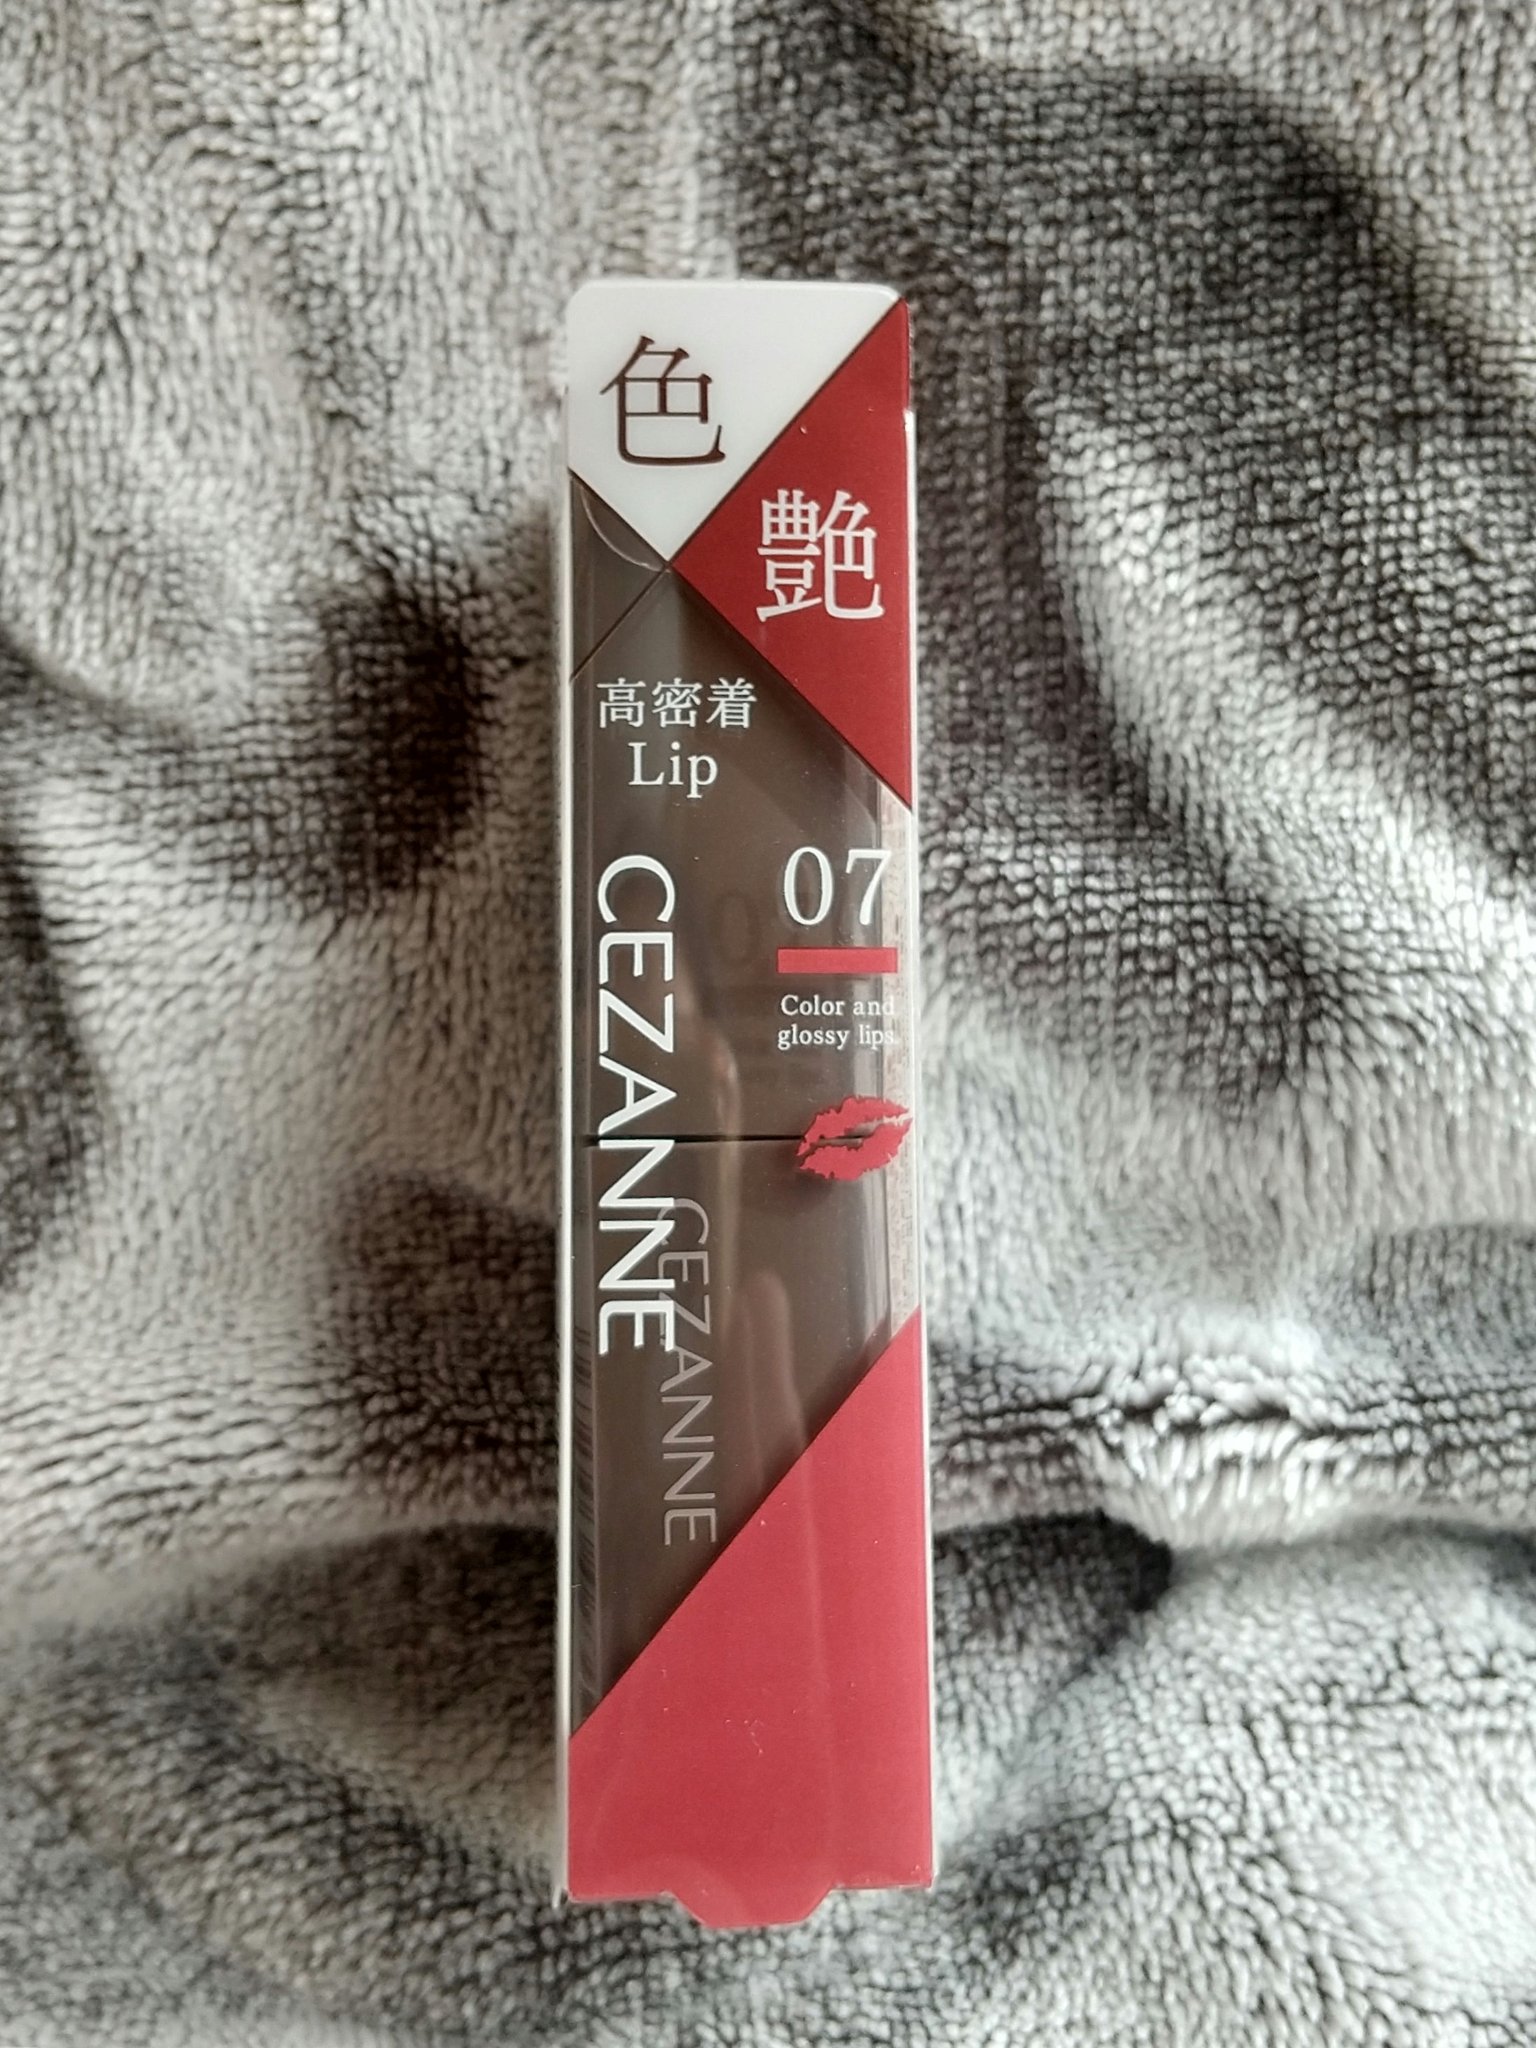 色
艶
高密着
Lip
07
Color and
glossy lips.
CEZANNE
CEZANNE